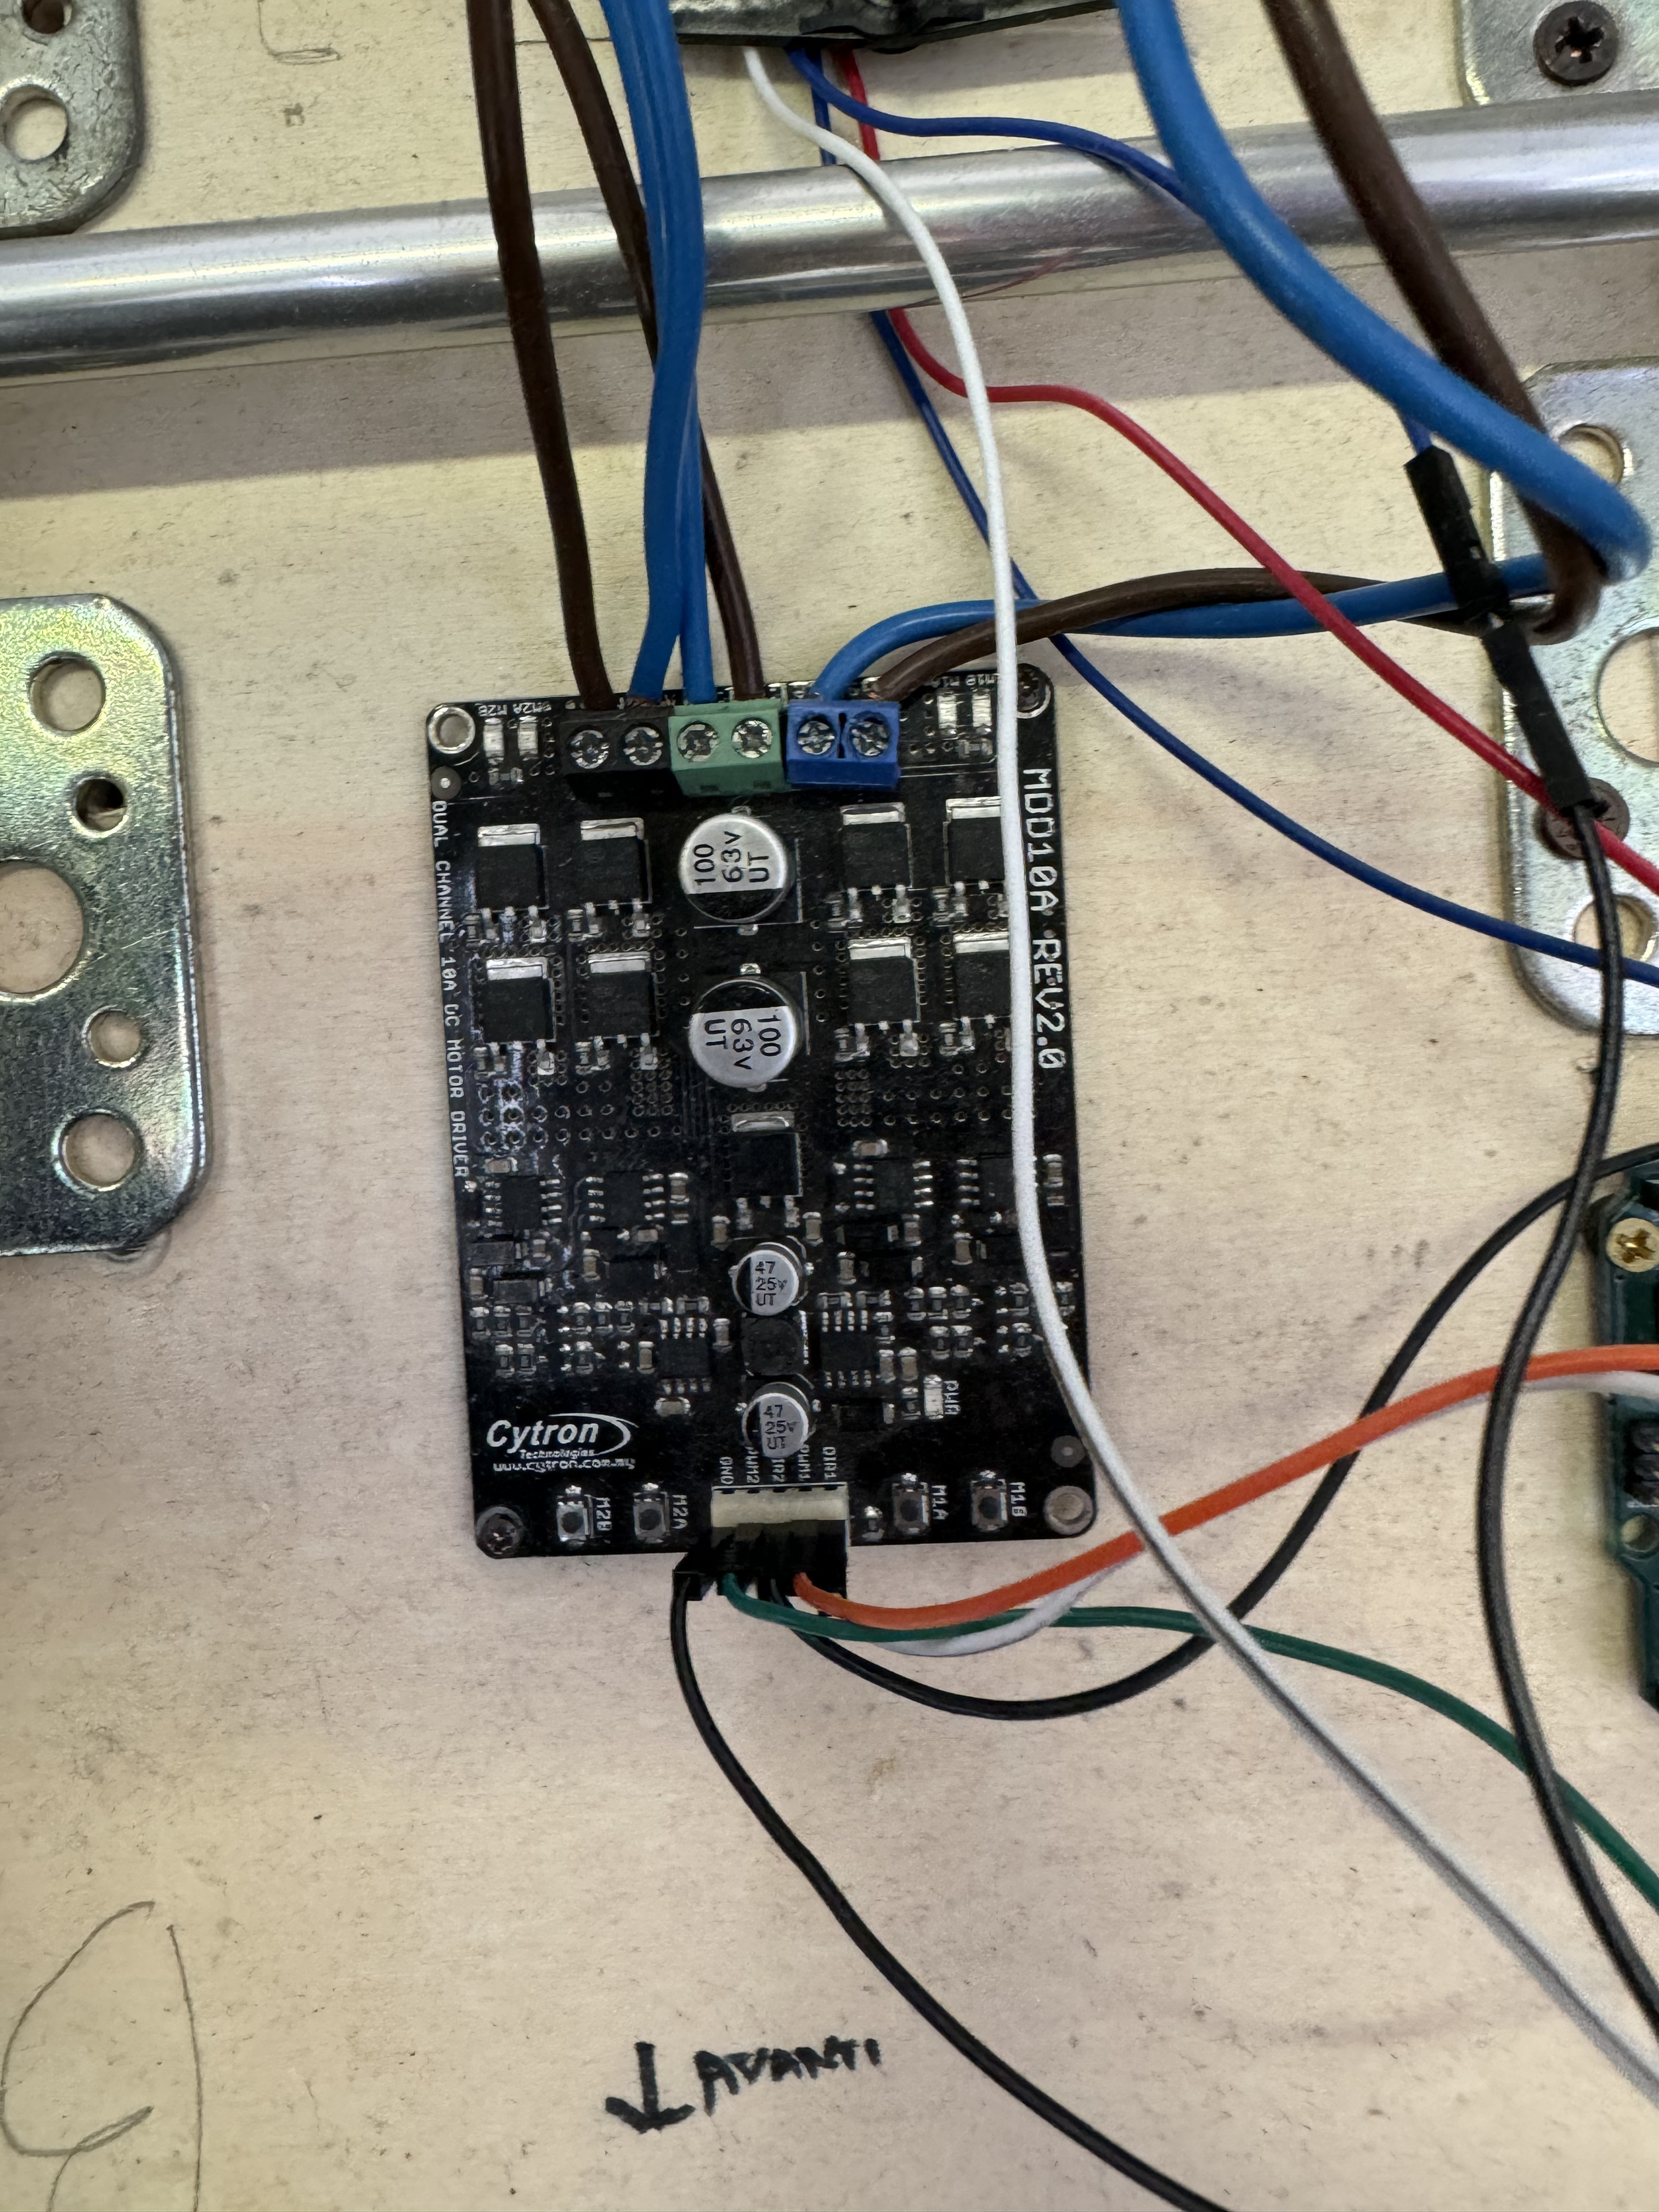 M2B
M2A
MDD10A REV2.0
DUAL CHANNEL 10A DC MOTOR DRIVER
100
63V
UT
100
63V
UT
47
25V
UT
47
25V
UT
PWR
Cytron
Technologies
www.cytron.com.my
GND
PWM2
DIR2
PWM1
DIR1
M2B
M2A
M1A
M1B
↓ AVANTI